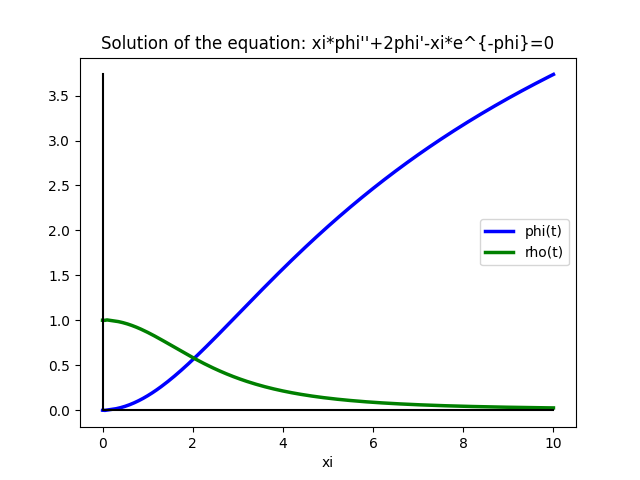 Solution of the equation: xi*phi''+2phi'-xi*e^{-phi}=0
3.5
3.0
2.5
2.0
1.5
1.0
0.5
0.0
phi(t)
rho(t)
0 2 4 6 8 10
xi